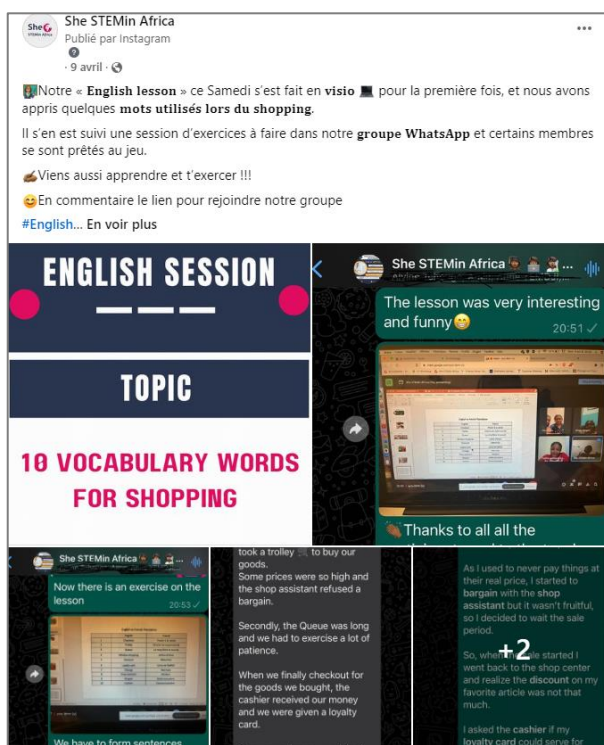 She STEMin Africa
Publié par Instagram
· 9 avril ·
Notre « English lesson » ce Samedi s'est fait en visio pour la première fois, et nous avons
appris quelques mots utilisés lors du shopping.
Il s'en est suivi une session d'exercices à faire dans notre groupe WhatsApp et certains membres
se sont prêtés au jeu.
Viens aussi apprendre et t'exercer !!!
En commentaire le lien pour rejoindre notre groupe
#English... En voir plus
ENGLISH SESSION
TOPIC
10 VOCABULARY WORDS
FOR SHOPPING
She STEMin Africa ...
The lesson was very interesting
and funny
20:51
Thanks to all all the
She STEMin Africa ...
Now there is an exercise on the
lesson
20:53
We have to form sentences
took a trolley to buy our
goods.
Some prices were so high and
the shop assistant refused a
bargain.
Secondly, the Queue was long
and we had to exercise a lot of
patience.
When we finally checkout for
the goods we bought, the
cashier received our money
and we were given a loyalty
card.
As I used to never pay things at
their real price, I started to
bargain with the shop
assistant but it wasn't fruitful,
so I decided to wait the sale
period.
So, when the sale started I
went back to the shop center
and realize the discount on my
favorite article was not that
much.
I asked the cashier if my
loyalty card could serve for
+2